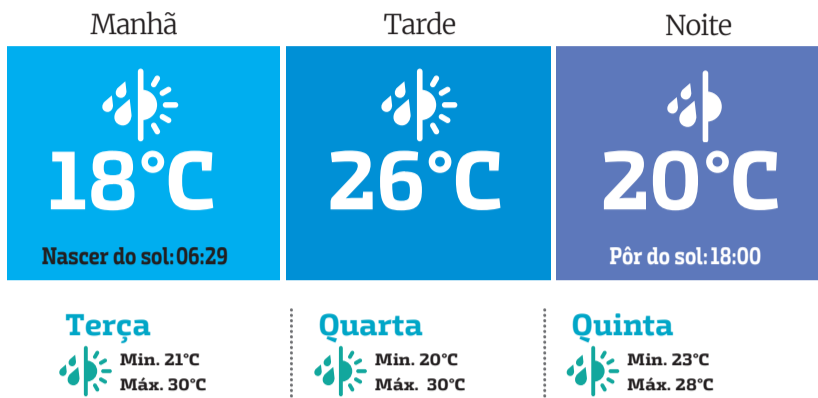 Manhã
18°C
Nascer do sol: 06:29
Tarde
26°C
Noite
20°C
Pôr do sol: 18:00
Terça
Min. 21°C
Máx. 30°C
Quarta
Min. 20°C
Máx. 30°C
Quinta
Min. 23°C
Máx. 28°C